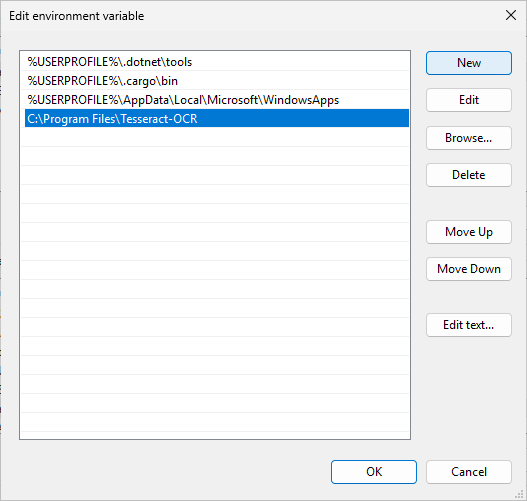 Edit environment variable
%USERPROFILE%\.dotnet\tools
%USERPROFILE%\.cargo\bin
%USERPROFILE%\AppData\Local\Microsoft\WindowsApps
C:\Program Files\Tesseract-OCR
New
Edit
Browse...
Delete
Move Up
Move Down
Edit text...
OK
Cancel